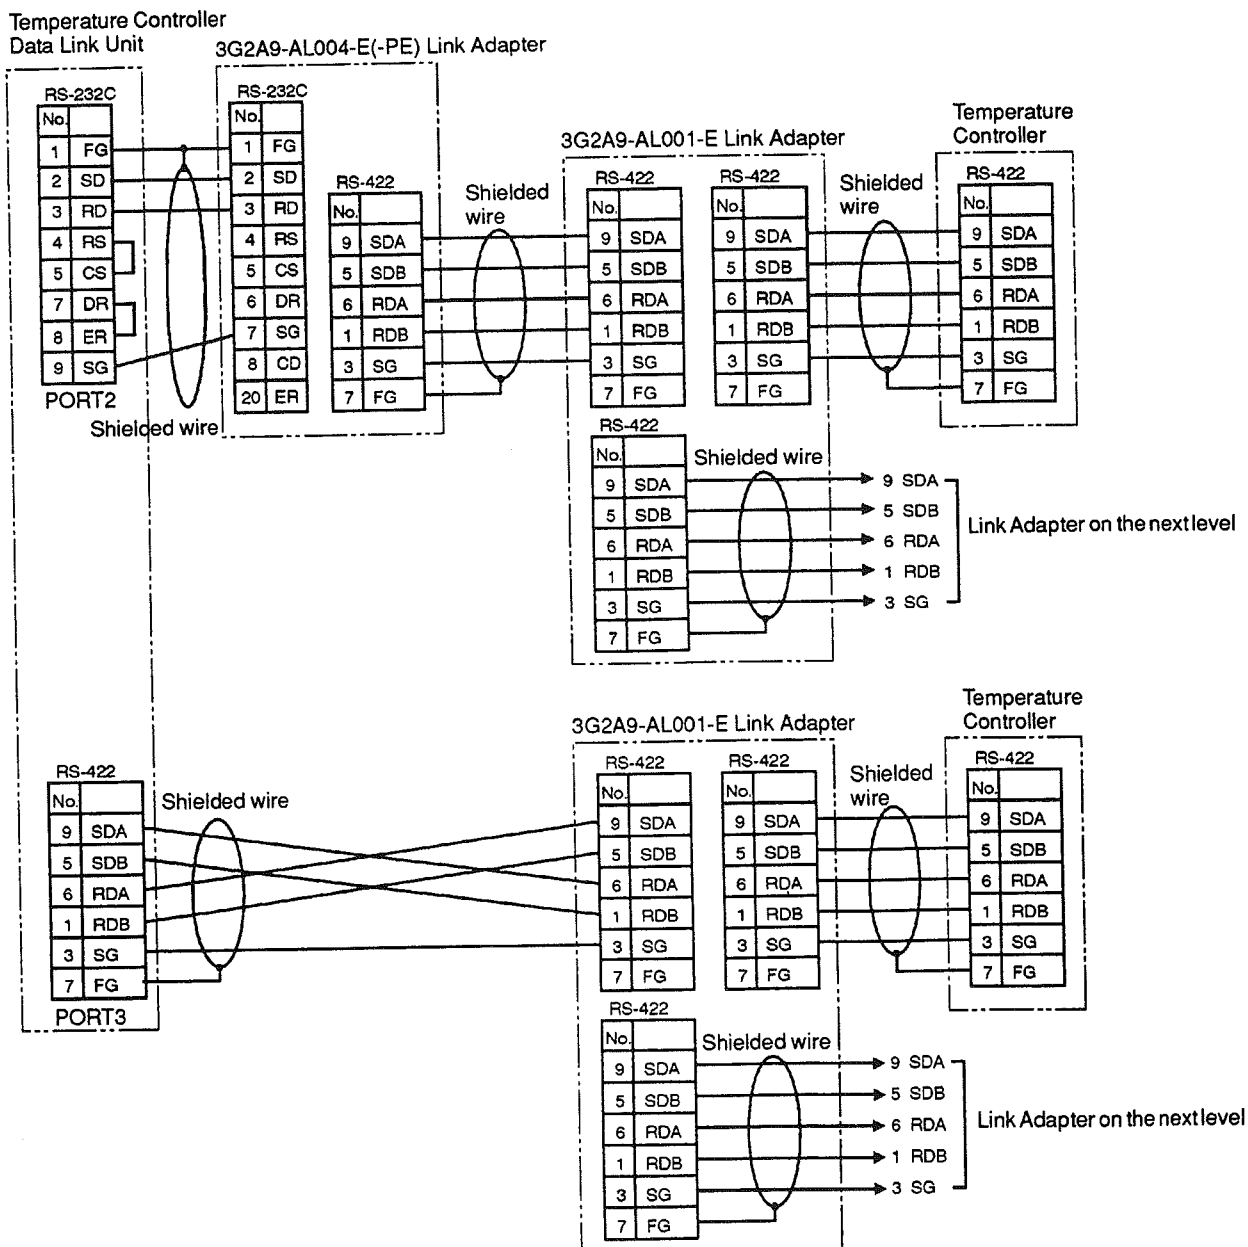 Temperature Controller
Data Link Unit
3G2A9-AL004-E(-PE) Link Adapter
RS-232C
No.
1 FG
2 SD
3 RD
4 RS
5 CS
7 DR
8 ER
9 SG
PORT2
Shielded wire
RS-232C
No.
1 FG
2 SD
3 RD
4 RS
5 CS
6 DR
7 SG
8 CD
20 ER
RS-422
No.
9 SDA
5 SDB
6 RDA
1 RDB
3 SG
7 FG
Shielded
wire
3G2A9-AL001-E Link Adapter
RS-422
No.
9 SDA
5 SDB
6 RDA
1 RDB
3 SG
7 FG
RS-422
No.
9 SDA
5 SDB
6 RDA
1 RDB
3 SG
7 FG
Shielded
wire
Temperature
Controller
RS-422
No.
9 SDA
5 SDB
6 RDA
1 RDB
3 SG
7 FG
RS-422
No.
9 SDA
5 SDB
6 RDA
1 RDB
3 SG
7 FG
Shielded wire
9 SDA
5 SDB
6 RDA
1 RDB
3 SG
Link Adapter on the next level
RS-422
No.
9 SDA
5 SDB
6 RDA
1 RDB
3 SG
7 FG
PORT3
Shielded wire
3G2A9-AL001-E Link Adapter
RS-422
No.
9 SDA
5 SDB
6 RDA
1 RDB
3 SG
7 FG
RS-422
No.
9 SDA
5 SDB
6 RDA
1 RDB
3 SG
7 FG
Shielded
wire
Temperature
Controller
RS-422
No.
9 SDA
5 SDB
6 RDA
1 RDB
3 SG
7 FG
RS-422
No.
9 SDA
5 SDB
6 RDA
1 RDB
3 SG
7 FG
Shielded wire
9 SDA
5 SDB
6 RDA
1 RDB
3 SG
Link Adapter on the next level